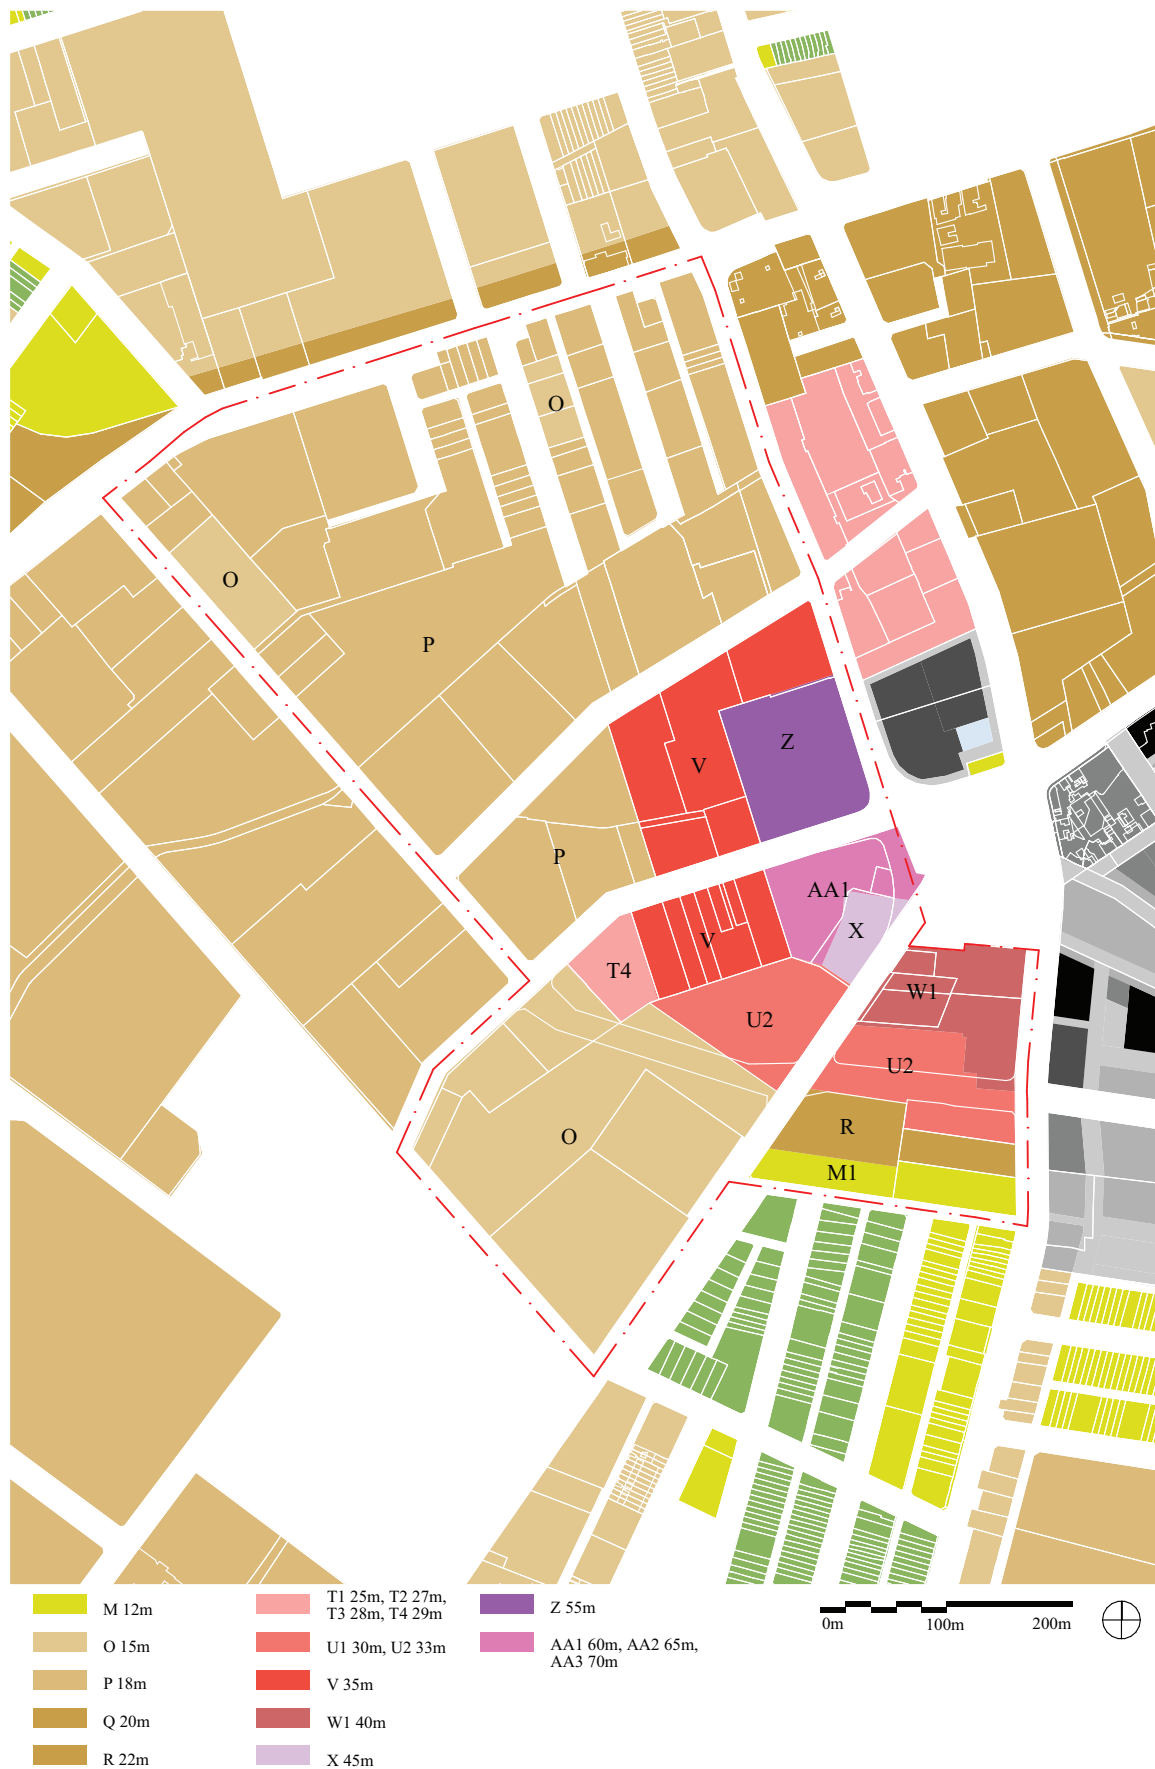 O
O
P
Z
V
P
AA1
X
V
T4
W1
U2
U2
R
O
M1
M 12m
O 15m
P 18m
Q 20m
R 22m
T1 25m, T2 27m,
T3 28m, T4 29m
U1 30m, U2 33m
V 35m
W1 40m
X 45m
Z 55m
AA1 60m, AA2 65m,
AA3 70m
0m 100m 200m